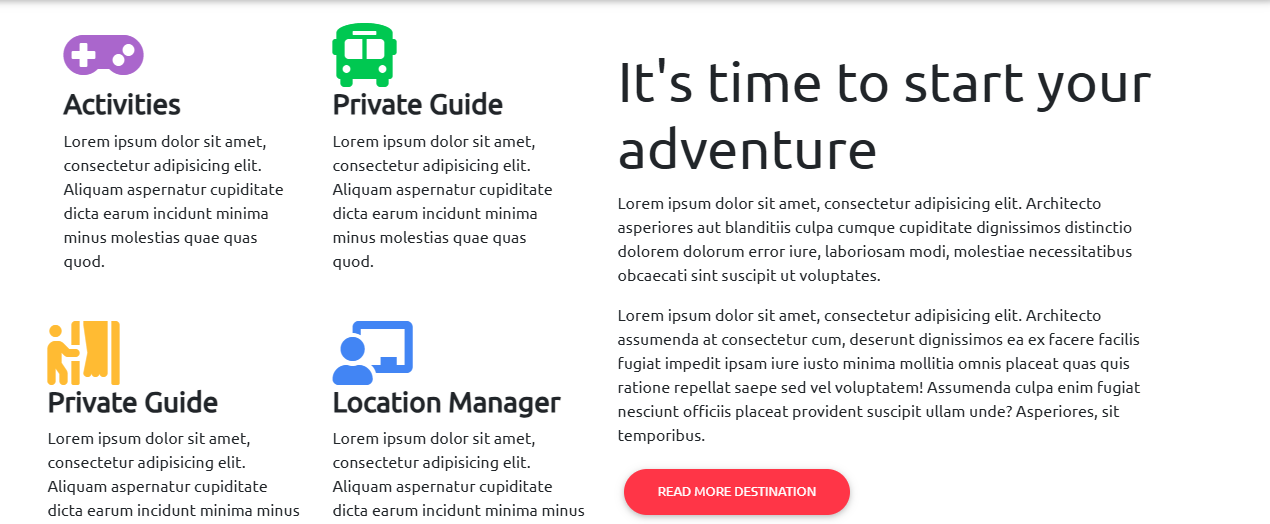 Activities
Lorem ipsum dolor sit amet,
consectetur adipisicing elit.
Aliquam aspernatur cupiditate
dicta earum incidunt minima
minus molestias quae quas
quod.
Private Guide
Lorem ipsum dolor sit amet,
consectetur adipisicing elit.
Aliquam aspernatur cupiditate
dicta earum incidunt minima
minus molestias quae quas
quod.
Private Guide
Lorem ipsum dolor sit amet,
consectetur adipisicing elit.
Aliquam aspernatur cupiditate
dicta earum incidunt minima minus
Location Manager
Lorem ipsum dolor sit amet,
consectetur adipisicing elit.
Aliquam aspernatur cupiditate
dicta earum incidunt minima minus
It's time to start your
adventure
Lorem ipsum dolor sit amet, consectetur adipisicing elit. Architecto
asperiores aut blanditiis culpa cumque cupiditate dignissimos distinctio
dolorem dolorum error iure, laboriosam modi, molestiae necessitatibus
obcaecati sint suscipit ut voluptates.
Lorem ipsum dolor sit amet, consectetur adipisicing elit. Architecto
assumenda at consectetur cum, deserunt dignissimos ea ex facere facilis
fugiat impedit ipsam iure iusto minima mollitia omnis placeat quas quis
ratione repellat saepe sed vel voluptatem! Assumenda culpa enim fugiat
nesciunt officiis placeat provident suscipit ullam unde? Asperiores, sit
temporibus.
READ MORE DESTINATION